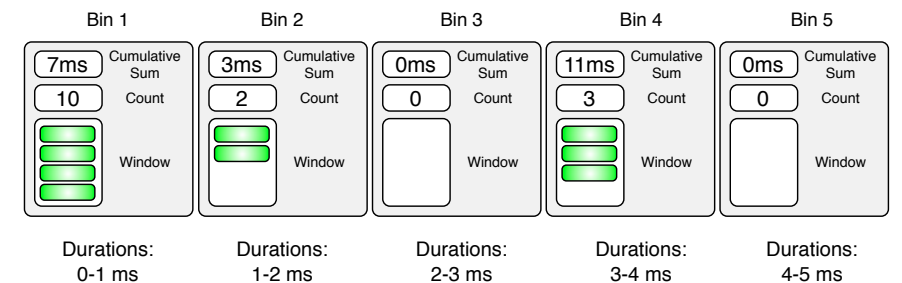 Bin 1
Bin 2
Bin 3
Bin 4
Bin 5
7ms
Cumulative
Sum
10
Count
Window
3ms
Cumulative
Sum
2
Count
Window
0ms
Cumulative
Sum
0
Count
Window
11ms
Cumulative
Sum
3
Count
Window
0ms
Cumulative
Sum
0
Count
Window
Durations:
0-1 ms
Durations:
1-2 ms
Durations:
2-3 ms
Durations:
3-4 ms
Durations:
4-5 ms